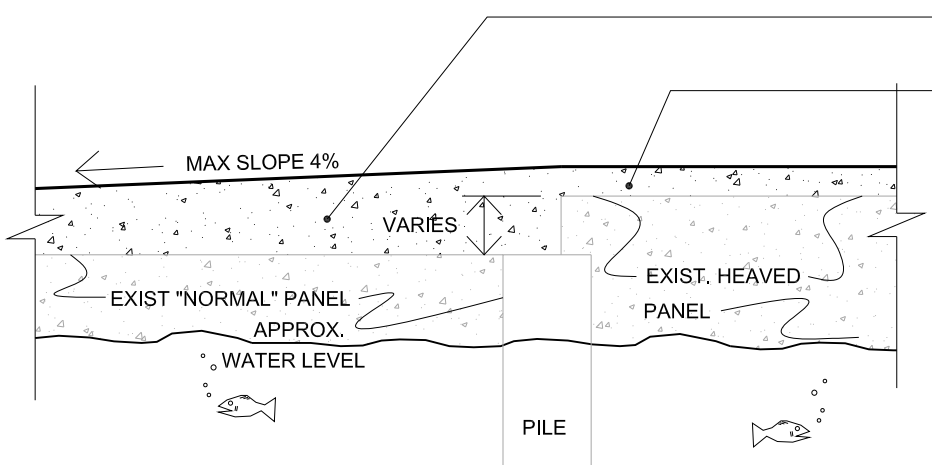 MAX SLOPE 4%
VARIES
EXIST. HEAVED
PANEL
EXIST "NORMAL" PANEL
APPROX.
WATER LEVEL
PILE